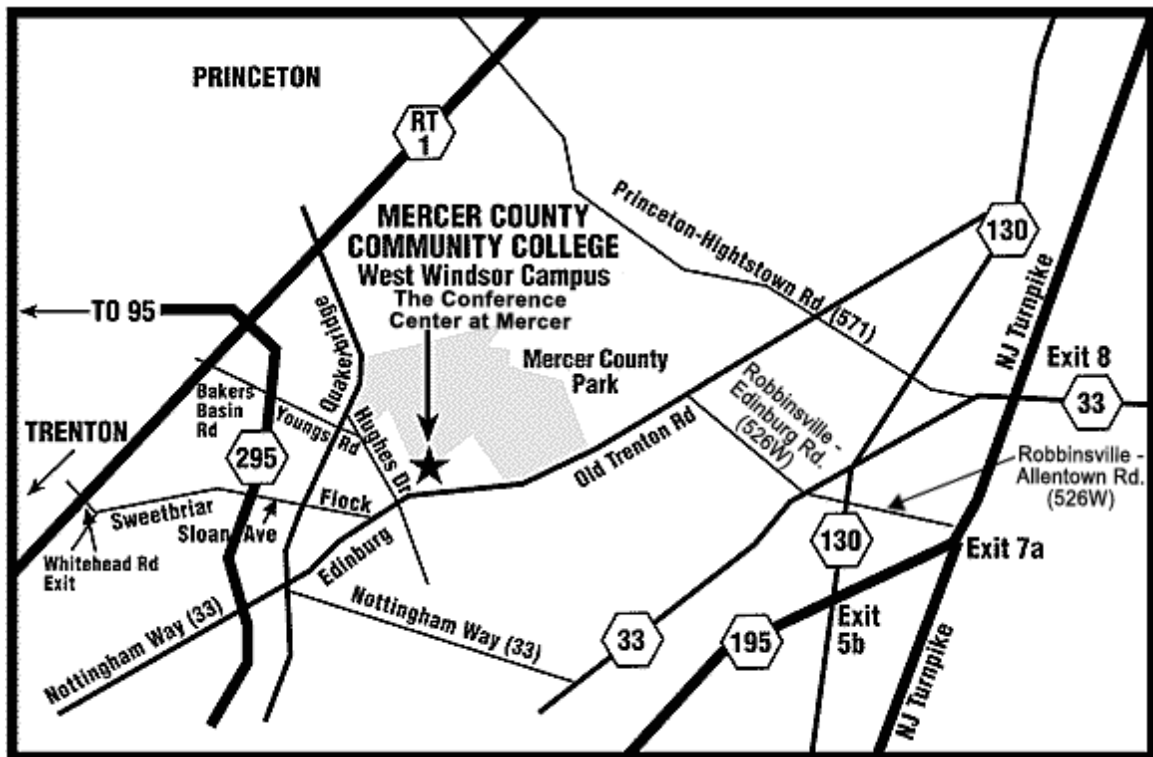 PRINCETON
RT
1
MERCER COUNTY
COMMUNITY COLLEGE
West Windsor Campus
The Conference
Center at Mercer
Princeton-Hightstown Rd (571)
130
NJ Turnpike
TO 95
Quakerbridge
Mercer County
Park
Exit 8
33
Bakers
Basin
Rd
Youngs Rd
Hughes Dr
Robbinsville -
Edinburg Rd.
(526W)
Old Trenton Rd
TRENTON
295
Robbinsville -
Allentown Rd.
(526W)
Sweetbriar
Sloan Ave
Flock
Whitehead Rd
Exit
Edinburg
130
Exit 7a
Nottingham Way (33)
Nottingham Way (33)
33
195
Exit
5b
NJ Turnpike